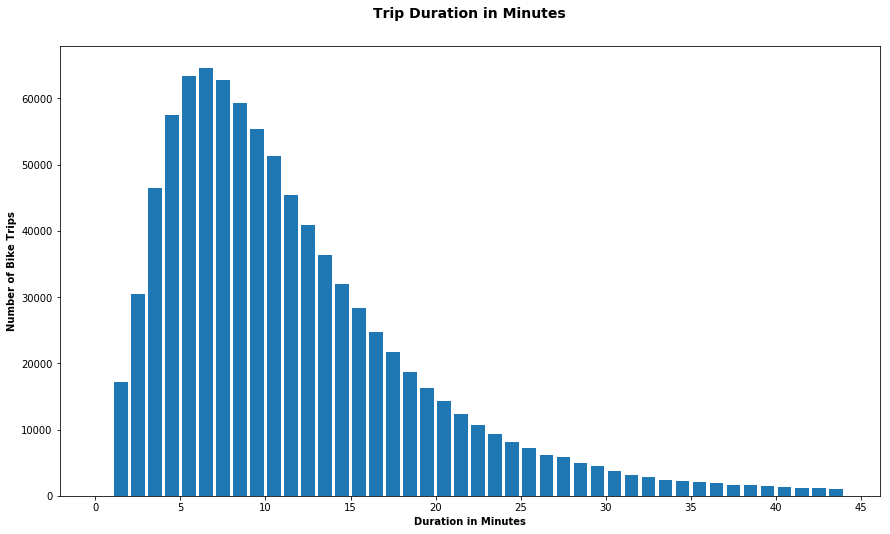 Trip Duration in Minutes
Number of Bike Trips
60000
50000
40000
30000
20000
10000
0
0 5 10 15 20 25 30 35 40 45
Duration in Minutes